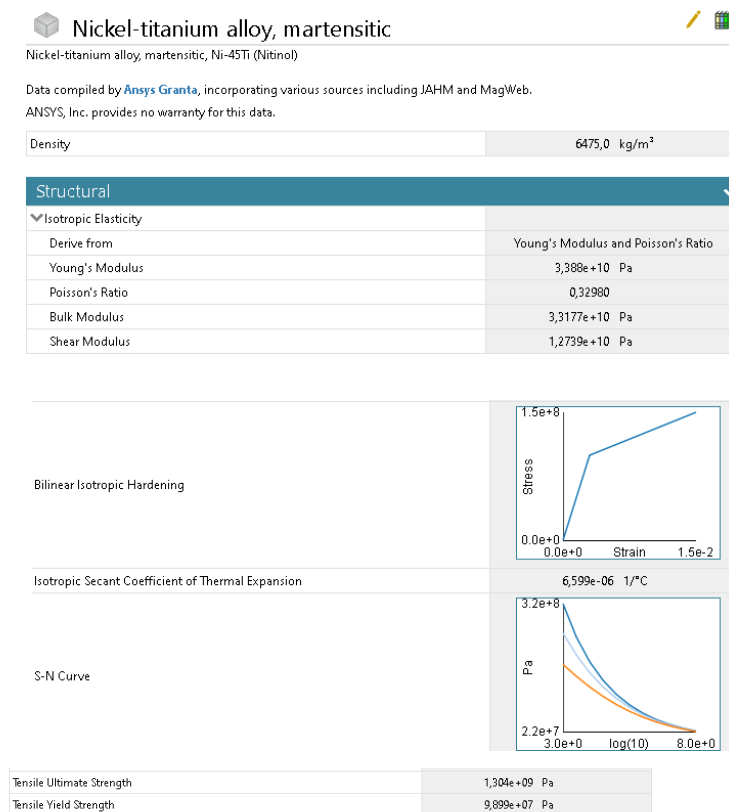 Nickel-titanium alloy, martensitic
Nickel-titanium alloy, martensitic, Ni-45Ti (Nitinol)
Data compiled by Ansys Granta, incorporating various sources including JAHM and MagWeb.
ANSYS, Inc. provides no warranty for this data.
Density 6475,0 kg/m³
Structural
Isotropic Elasticity
Derive from Young's Modulus and Poisson's Ratio
Young's Modulus 3,388e+10 Pa
Poisson's Ratio 0,32980
Bulk Modulus 3,3177e+10 Pa
Shear Modulus 1,2739e+10 Pa
Bilinear Isotropic Hardening
1.5e+8
Stress
0.0e+0
0.0e+0 Strain 1.5e-2
Isotropic Secant Coefficient of Thermal Expansion 6,599e-06 1/°C
S-N Curve
3.2e+8
Pa
2.2e+7
3.0e+0 log(10) 8.0e+0
Tensile Ultimate Strength 1,304e+09 Pa
Tensile Yield Strength 9,899e+07 Pa